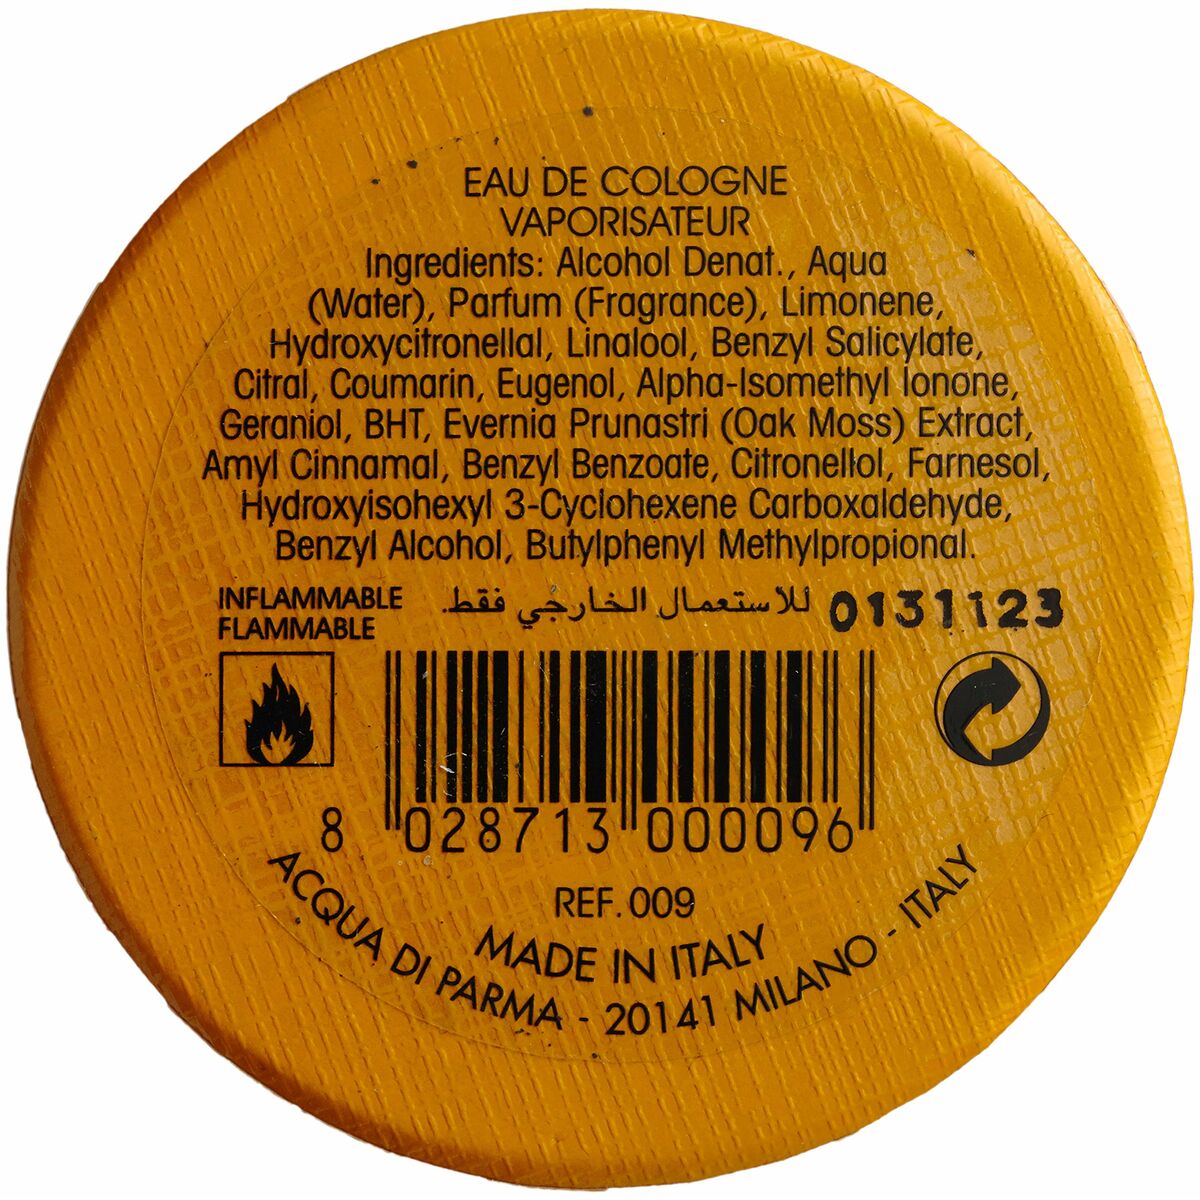 EAU DE COLOGNE
VAPORISATEUR
Ingredients: Alcohol Denat., Aqua
(Water), Parfum (Fragrance), Limonene,
Hydroxycitronellal, Linalool, Benzyl Salicylate,
Citral, Coumarin, Eugenol, Alpha-Isomethyl Ionone,
Geraniol, BHT, Evernia Prunastri (Oak Moss) Extract,
Amyl Cinnamal, Benzyl Benzoate, Citronellol, Farnesol,
Hydroxyisohexyl 3-Cyclohexene Carboxaldehyde,
Benzyl Alcohol, Butylphenyl Methylpropional.
INFLAMMABLE
FLAMMABLE
للاستعمال الخارجي فقط.
0131123
8 028713 000096
REF. 009
MADE IN ITALY
ACQUA DI PARMA - 20141 MILANO - ITALY